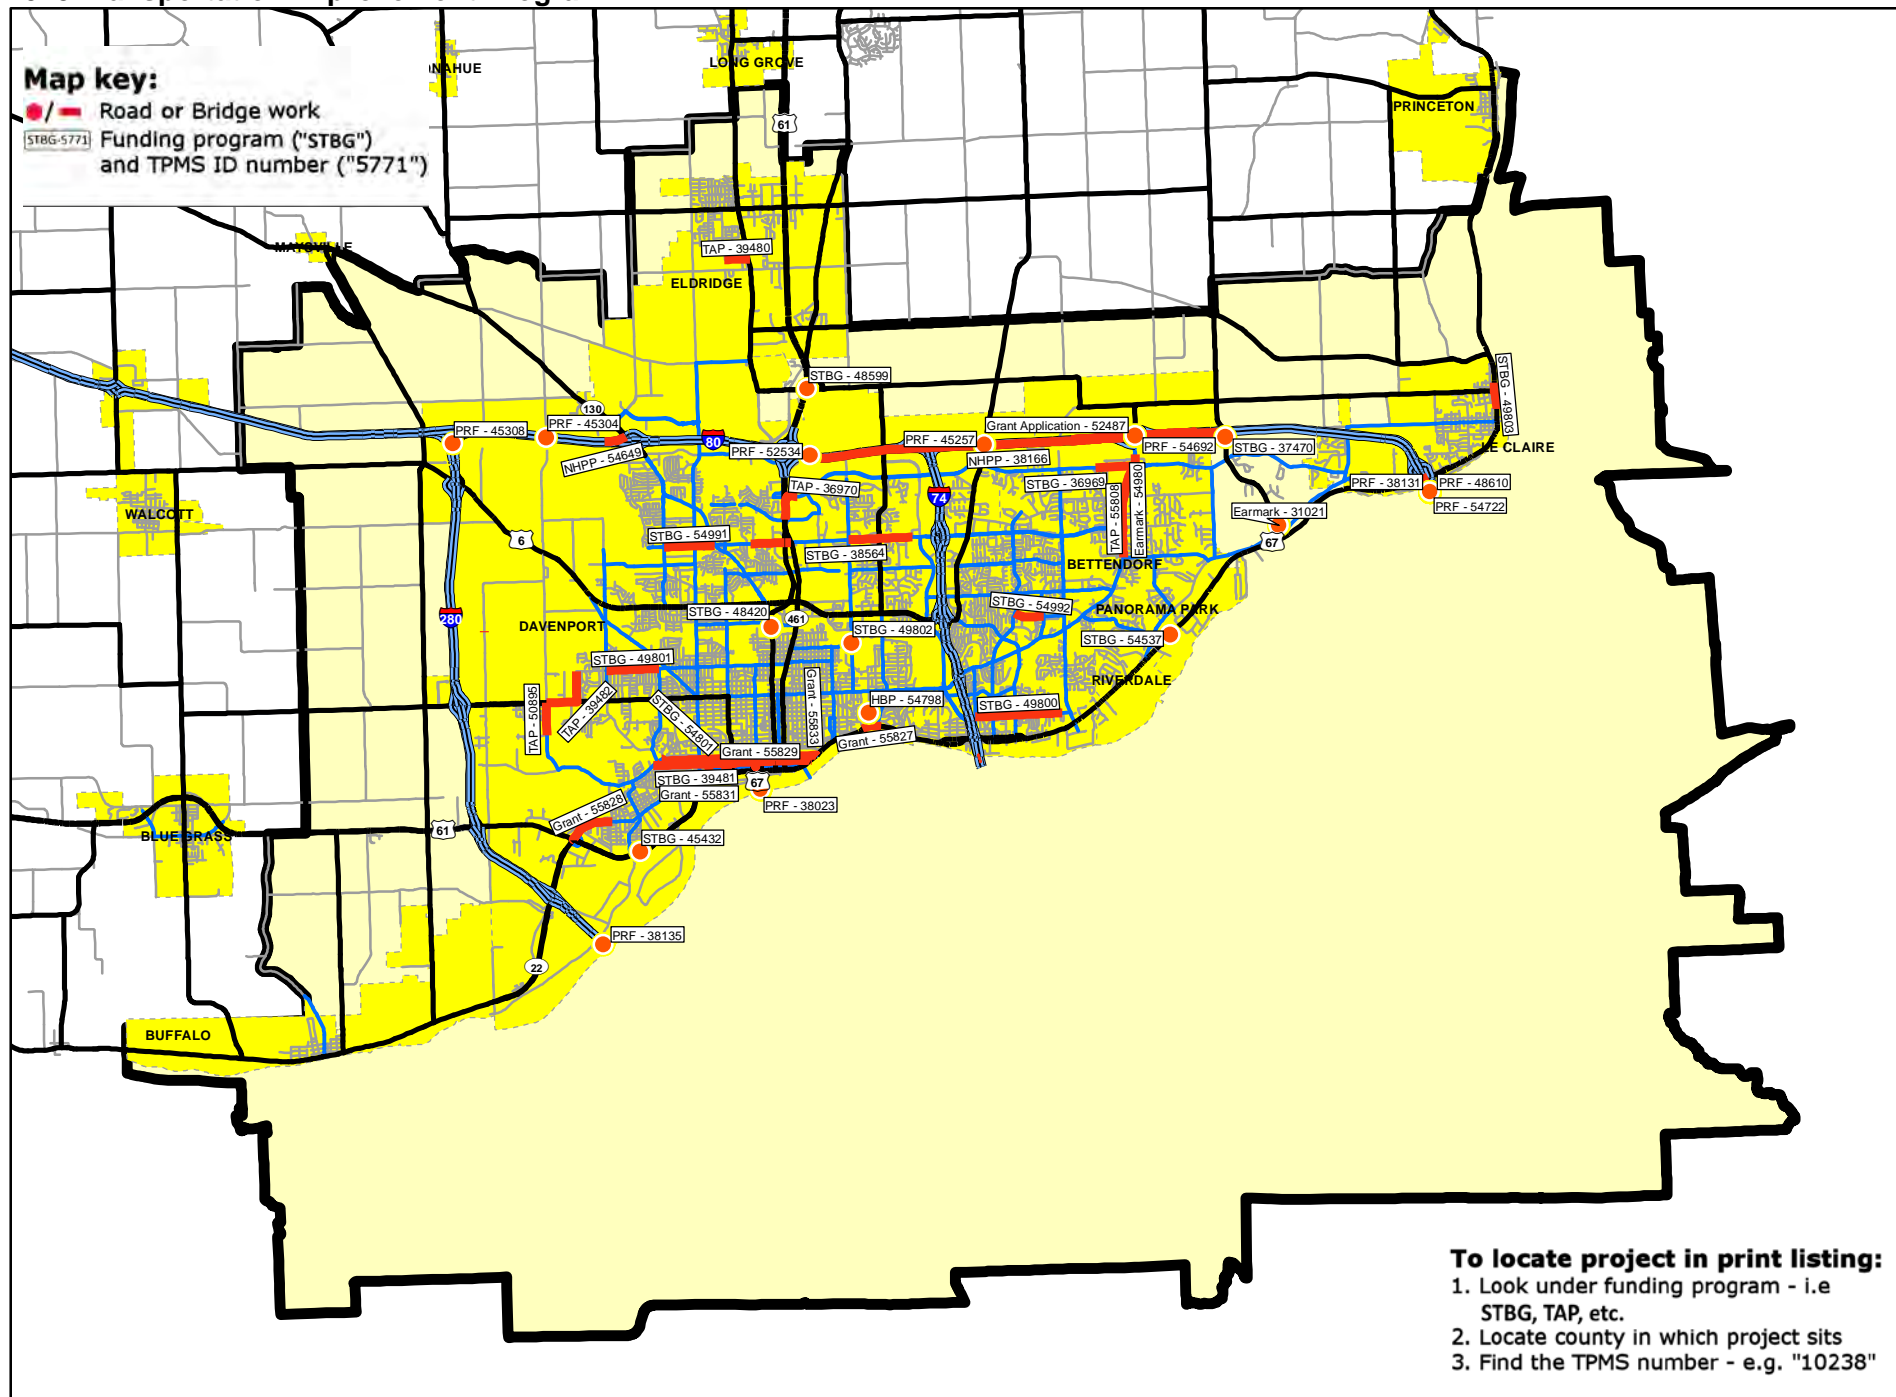 Map key:
Road or Bridge work
STBG-5771
Funding program ("STBG")
and TPMS ID number ("5771")
LONG GROVE
PRINCETON
61
MAYSVILLE
TAP - 39480
ELDRIDGE
STBG - 48599
STBG - 49803
130
PRF - 45308
PRF - 45304
80
PRF - 45257
Grant Application - 52487
LE CLAIRE
NHPP - 54649
PRF - 52534
NHPP - 38166
PRF - 54692
STBG - 37470
TAP - 36970
74
STBG - 36969
PRF - 38131
PRF - 48610
PRF - 54722
WALCOTT
TAP - 55808
Earmark - 54980
Earmark - 31021
6
STBG - 54991
STBG - 38564
67
BETTENDORF
280
DAVENPORT
STBG - 48420
461
STBG - 54992
PANORAMA PARK
STBG - 49802
STBG - 54537
STBG - 49801
RIVERDALE
TAP - 50895
TAP - 39482
STBG - 54801
Grant - 55833
HBP - 54798
STBG - 49800
Grant - 55829
Grant - 55827
STBG - 39481
67
Grant - 55831
PRF - 38023
Grant - 55828
BLUE GRASS
61
STBG - 45432
PRF - 38135
22
BUFFALO
To locate project in print listing:
1. Look under funding program - i.e
STBG, TAP, etc.
2. Locate county in which project sits
3. Find the TPMS number - e.g. "10238"